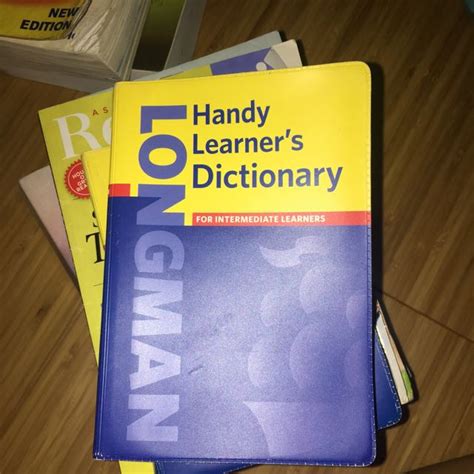 NEW
EDITION
LONGMAN
Handy
Learner's
Dictionary
FOR INTERMEDIATE LEARNERS